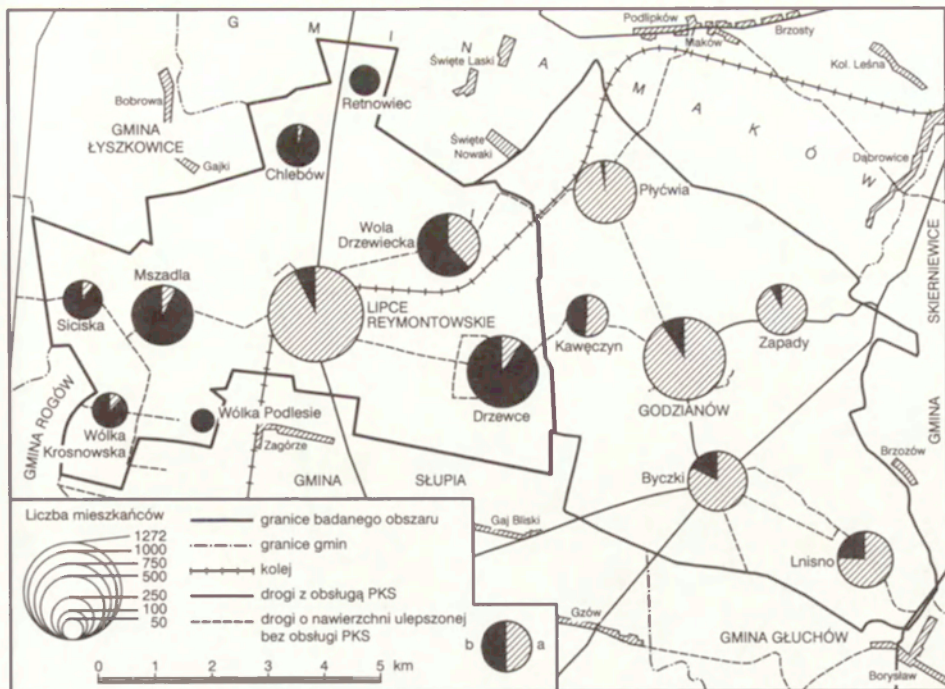 G M I N A
M A K Ó W
Podlipków
Brzosty
Maków
Święte Laski
Kol. Leśna
Bobrowa
Retnowiec
GMINA
ŁYSZKOWICE
Gajki
Chlebów
Święte
Nowaki
Dąbrowice
Płyćwia
Wola
Drzewiecka
Mszadla
Siciska
LIPCE
REYMONTOWSKIE
SKIERNIEWICE
Kawęczyn
Zapady
Drzewce
GODZIANÓW
GMINA ROGÓW
Wólka
Krosnowska
Wólka Podlesie
Zagórze
GMINA SŁUPIA
GMINA
Byczki
Brzozów
Gaj Bliski
Lnisno
Gzów
GMINA GŁUCHÓW
Borysław
Liczba mieszkańców
1272
1000
750
500
250
100
50
granice badanego obszaru
granice gmin
kolej
drogi z obsługą PKS
drogi o nawierzchni ulepszonej
bez obsługi PKS
b a
0 1 2 3 4 5
km